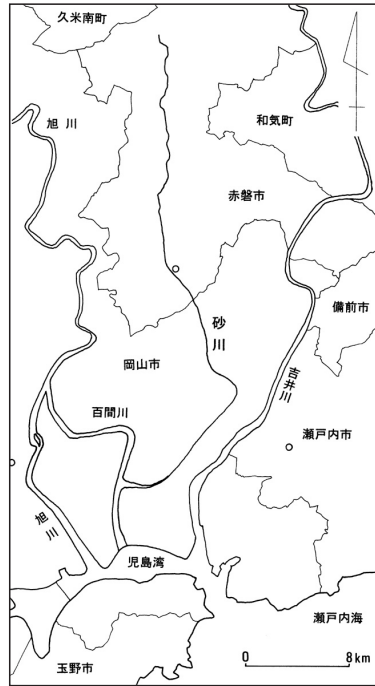 久米南町
旭川
和気町
赤磐市
備前市
砂川
岡山市
吉井川
百間川
瀬戸内市
旭川
児島湾
瀬戸内海
玉野市
0 8km